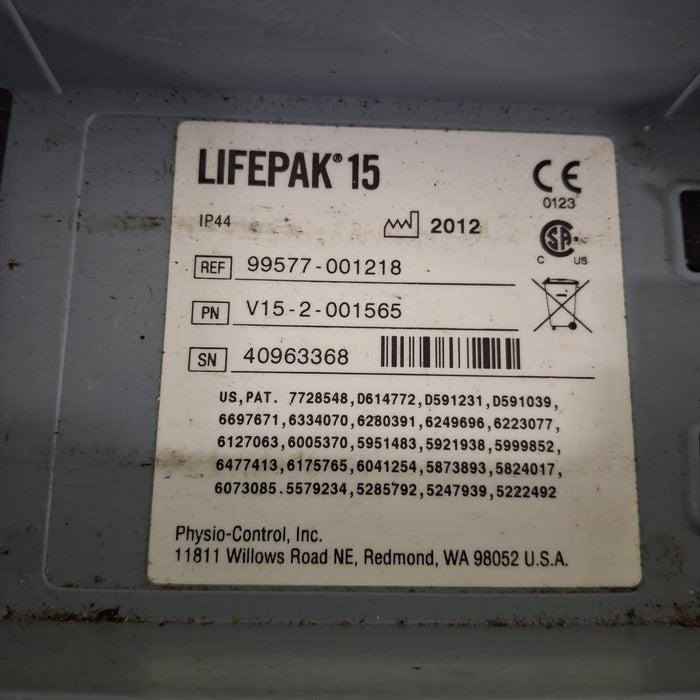 LIFEPAK® 15
CE
0123
IP44
2012
SA
C US
REF 99577-001218
PN V15-2-001565
SN 40963368
US,PAT. 7728548,D614772,D591231,D591039,
6697671,6334070,6280391,6249696,6223077,
6127063,6005370,5951483,5921938,5999852,
6477413,6175765,6041254,5873893,5824017,
6073085.5579234,5285792,5247939,5222492
Physio-Control, Inc.
11811 Willows Road NE, Redmond, WA 98052 U.S.A.